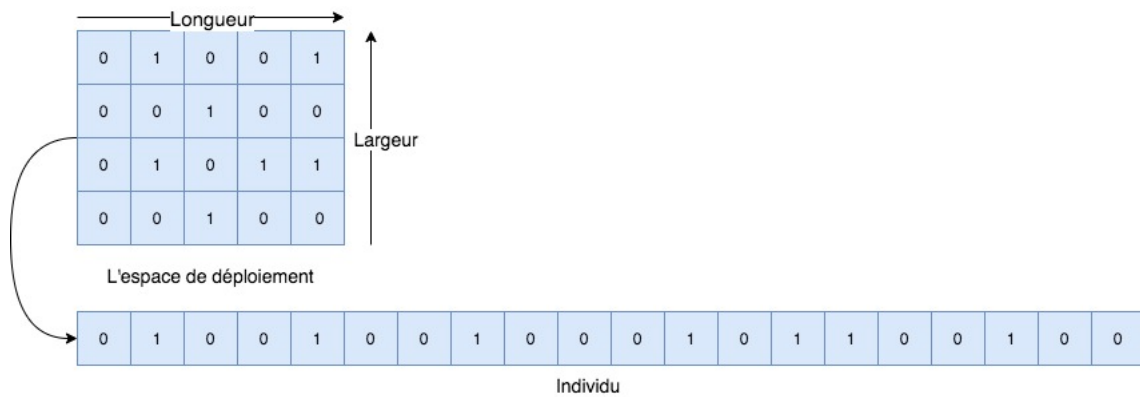 Longueur
0 1 0 0 1
0 0 1 0 0
Largeur
0 1 0 1 1
0 0 1 0 0
L'espace de déploiement
0 1 0 0 1 0 0 1 0 0 0 1 0 1 1 0 0 1 0 0
Individu